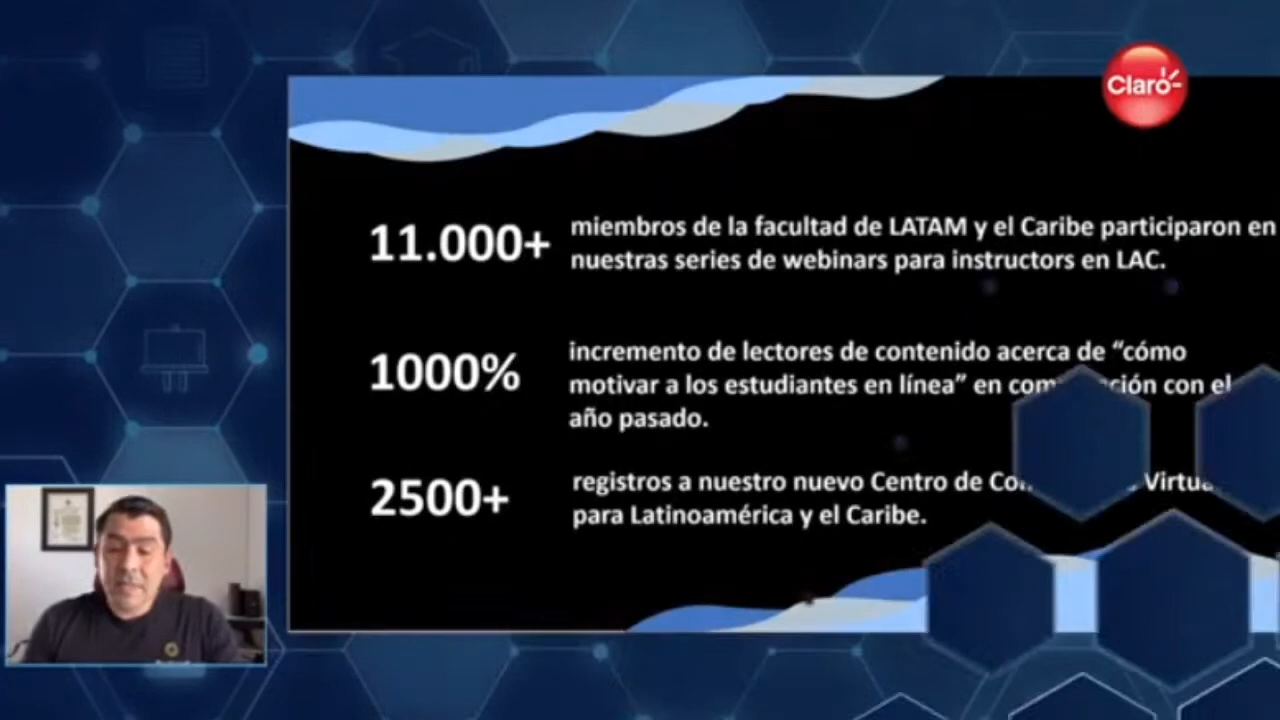 Claro
11.000+
miembros de la facultad de LATAM y el Caribe participaron en
nuestras series de webinars para instructors en LAC.
1000%
incremento de lectores de contenido acerca de “cómo
motivar a los estudiantes en línea” en con el
año pasado.
2500+
registros a nuestro nuevo Centro de
para Latinoamérica y el Caribe.